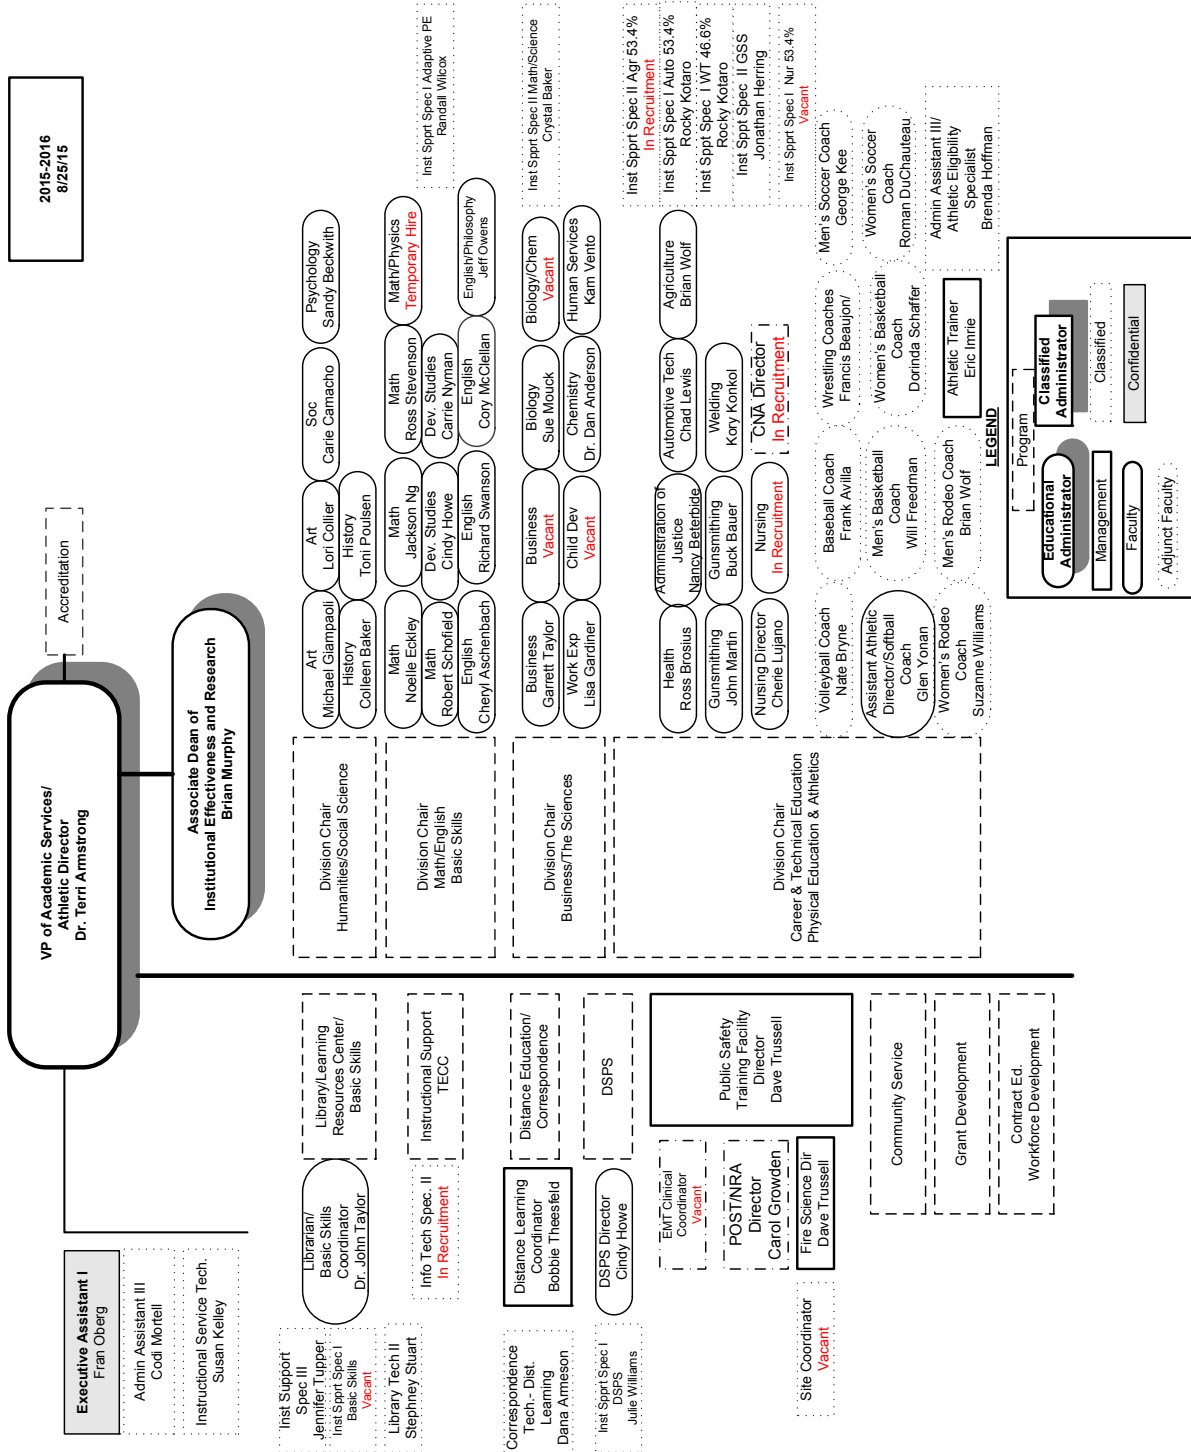 2015-2016
8/25/15
VP of Academic Services/
Athletic Director
Dr. Terri Armstrong
Accreditation
Associate Dean of
Institutional Effectiveness and Research
Brian Murphy
Executive Assistant I
Fran Oberg
Admin Assistant III
Codi Mortell
Instructional Service Tech.
Susan Kelley
Library/Learning
Resources Center/
Basic Skills
Librarian/
Basic Skills
Coordinator
Dr. John Taylor
Inst Support
Spec III
Jennifer Tupper
Inst Spprt Spec I
Basic Skills
Vacant
Library Tech II
Stephney Stuart
Instructional Support
TECC
Info Tech Spec. II
In Recruitment
Distance Education/
Correspondence
Distance Learning
Coordinator
Bobbie Theesfeld
Correspondence
Tech.- Dist.
Learning
Dana Armeson
DSPS
DSPS Director
Cindy Howe
Inst Spprt Spec I
DSPS
Julie Williams
Public Safety
Training Facility
Director
Dave Trussell
EMT Clinical
Coordinator
Vacant
POST/NRA
Director
Carol Growden
Fire Science Dir
Dave Trussell
Site Coordinator
Vacant
Community Service
Grant Development
Contract Ed.
Workforce Development
Division Chair
Humanities/Social Science
Art
Michael Giampaoli
Art
Lori Collier
Soc
Carie Camacho
Psychology
Sandy Beckwith
History
Colleen Baker
History
Toni Poulsen
Division Chair
Math/English
Basic Skills
Math
Noelle Eckley
Math
Jackson Ng
Math
Ross Stevenson
Math/Physics
Temporary Hire
Math
Robert Schofield
Dev. Studies
Cindy Howe
Dev. Studies
Carrie Nyman
English
Cheryl Aschenbach
English
Richard Swanson
English
Cory McClellan
English/Philosophy
Jeff Owens
Inst Spprt Spec I Adaptive PE
Randall Wilcox
Division Chair
Business/The Sciences
Business
Garrett Taylor
Business
Vacant
Biology
Sue Mouck
Biology/Chem
Vacant
Work Exp
Lisa Gardiner
Child Dev
Vacant
Chemistry
Dr. Dan Anderson
Human Services
Kam Vento
Inst Spprt Spec II Math/Science
Crystal Baker
Division Chair
Career & Technical Education
Physical Education & Athletics
Health
Ross Brosius
Administration of
Justice
Nancy Beterbide
Automotive Tech
Chad Lewis
Agriculture
Brian Wolf
Gunsmithing
John Martin
Gunsmithing
Buck Bauer
Welding
Kory Konkol
Nursing Director
Cherie Lujano
Nursing
In Recruitment
CNA Director
In Recruitment
Inst Spprt Spec II Agr 53.4%
In Recruitment
Inst Sppt Spec I Auto 53.4%
Rocky Kotaro
Inst Sppt Spec I WT 46.6%
Rocky Kotaro
Inst Sppt Spec II GSS
Jonathan Herring
Inst Spprt Spec I Nur 53.4%
Vacant
Volleyball Coach
Nate Bryne
Baseball Coach
Frank Avilla
Wrestling Coaches
Francis Beaujon/
Men's Soccer Coach
George Kee
Assistant Athletic
Director/Softball
Coach
Glen Yonan
Men's Basketball
Coach
Will Freedman
Women's Basketball
Coach
Dorinda Schaffer
Women's Soccer
Coach
Roman DuChauteau
Women's Rodeo
Coach
Suzanne Williams
Men's Rodeo Coach
Brian Wolf
Athletic Trainer
Eric Imrie
Admin Assistant III/
Athletic Eligibility
Specialist
Brenda Hoffman
LEGEND
Program
Educational
Administrator
Classified
Administrator
Management
Classified
Faculty
Confidential
Adjunct Faculty